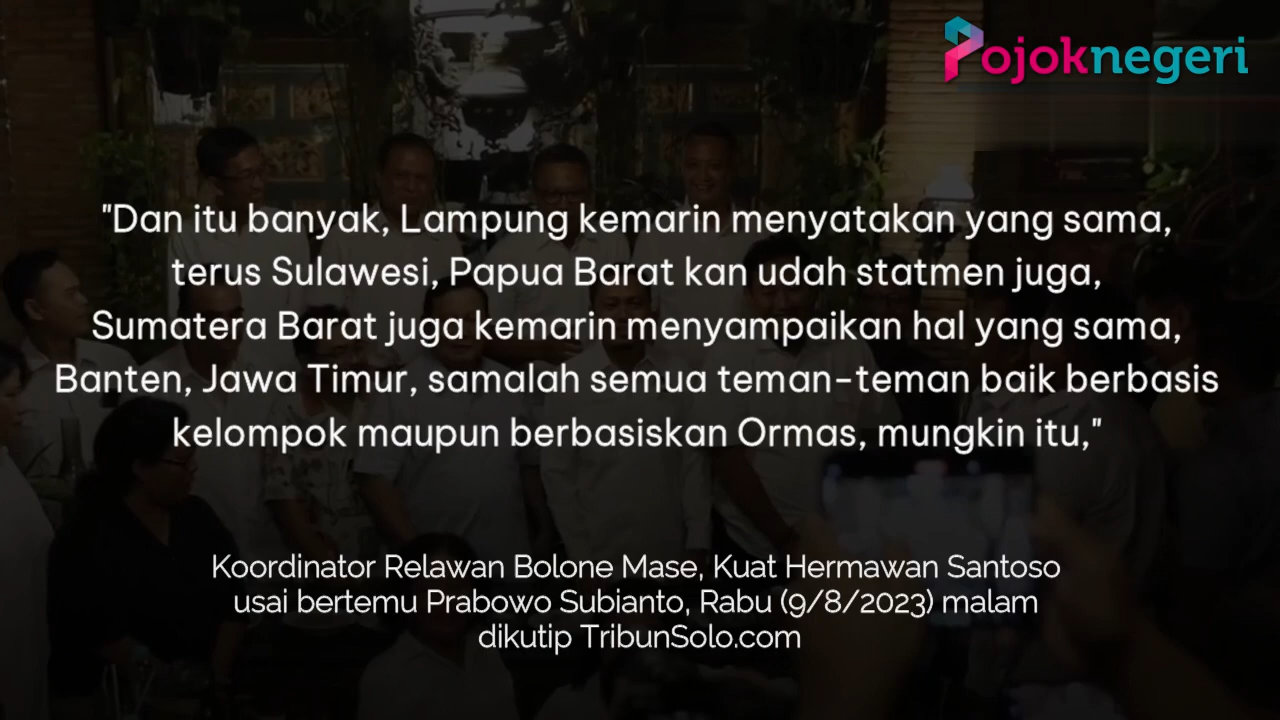 Pojoknegeri
"Dan itu banyak, Lampung kemarin menyatakan yang sama,
terus Sulawesi, Papua Barat kan udah statmen juga,
Sumatera Barat juga kemarin menyampaikan hal yang sama,
Banten, Jawa Timur, samalah semua teman-teman baik berbasis
kelompok maupun berbasiskan Ormas, mungkin itu,"
Koordinator Relawan Bolone Mase, Kuat Hermawan Santoso
usai bertemu Prabowo Subianto, Rabu (9/8/2023) malam
dikutip TribunSolo.com